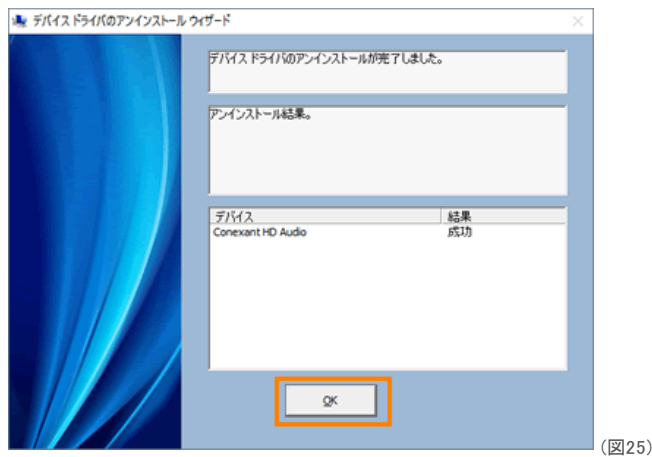 デバイス ドライバのアンインストール ウィザード
デバイス ドライバのアンインストールが完了しました。
アンインストール結果。
デバイス 結果
Conexant HD Audio 成功
OK
(図25)